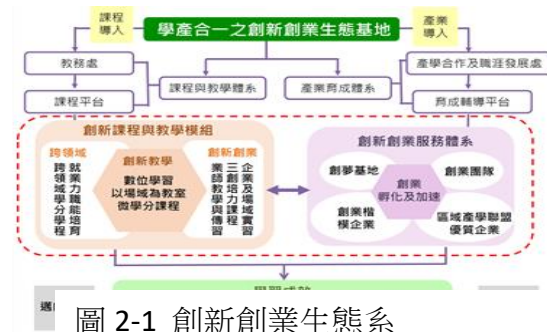 課程
導入
學產合一之創新創業生態基地
產業
導入
教務處
課程與教學體系
產業育成體系
產學合作及職涯發展處
課程平台
育成輔導平台
創新課程與教學模組
創新創業服務體系
跨領域
跨領域學分學程
就業力職能培育
創新教學
數位學習
以場域為教室
微學分課程
創新創業
業師教學與傳習
三創培力課程
企業及場域實習
創夢基地
創業團隊
創業
孵化及加速
創業楷
模企業
區域產學聯盟
優質企業
圖 2-1 創新創業生態系